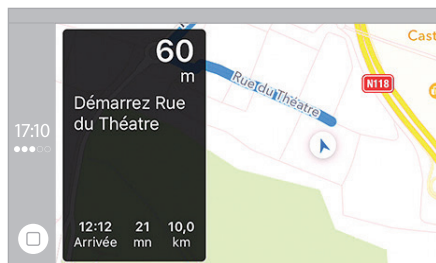 60
m
Démarrez Rue
du Théatre
12:12 21 10,0
Arrivée mn km
17:10
Rue du Théatre
N118
Cast